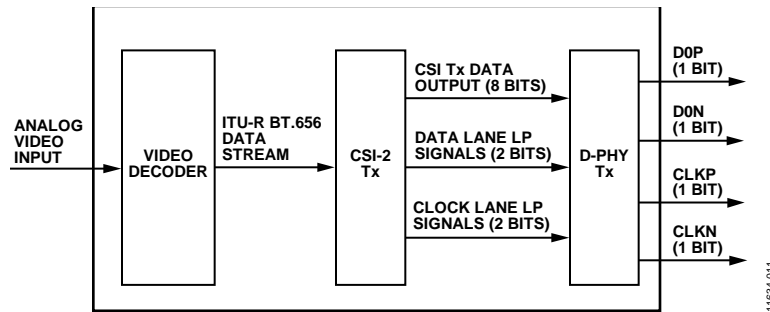 ANALOG
VIDEO
INPUT
VIDEO
DECODER
ITU-R BT.656
DATA
STREAM
CSI-2
Tx
CSI Tx DATA
OUTPUT (8 BITS)
DATA LANE LP
SIGNALS (2 BITS)
CLOCK LANE LP
SIGNALS (2 BITS)
D-PHY
Tx
D0P
(1 BIT)
D0N
(1 BIT)
CLKP
(1 BIT)
CLKN
(1 BIT)
11634-011